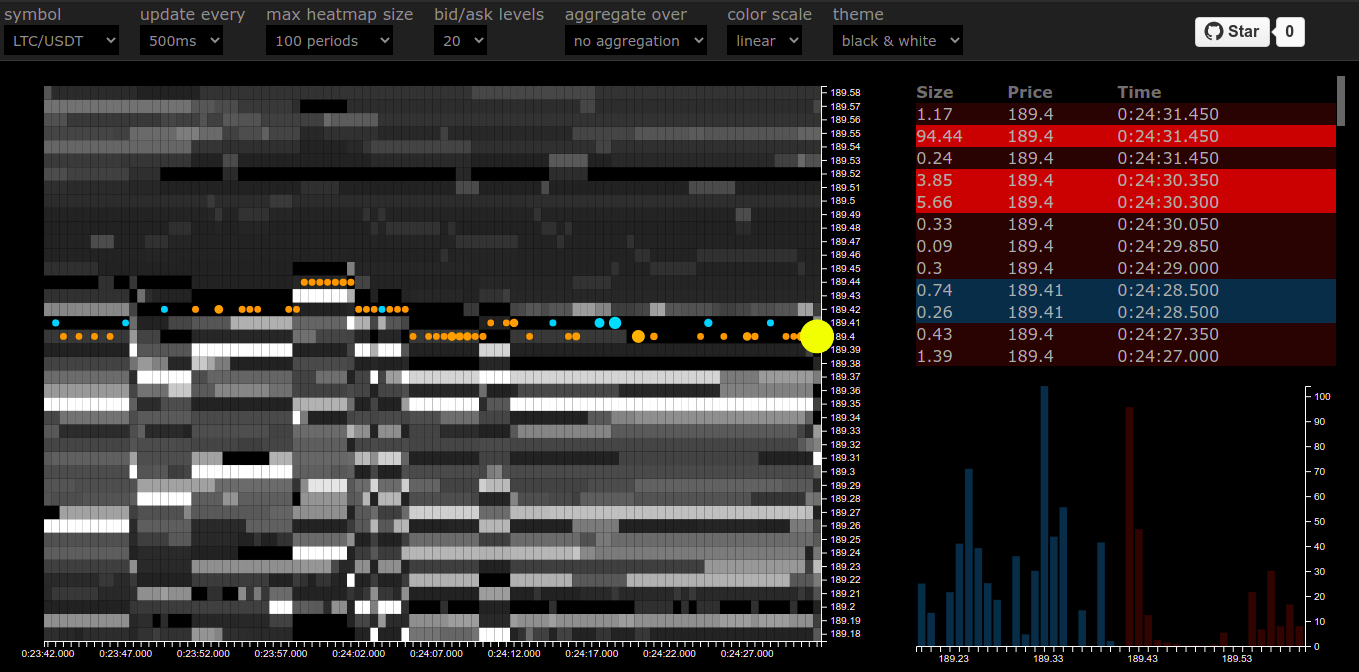 symbol update every max heatmap size bid/ask levels aggregate over color scale theme
LTC/USDT 500ms 100 periods 20 no aggregation linear black & white
Star 0
189.58
189.57
189.56
189.55
189.54
189.53
189.52
189.51
189.5
189.49
189.48
189.47
189.46
189.45
189.44
189.43
189.42
189.41
189.4
189.39
189.38
189.37
189.36
189.35
189.34
189.33
189.32
189.31
189.3
189.29
189.28
189.27
189.26
189.25
189.24
189.23
189.22
189.21
189.2
189.19
189.18
0:23:42.000 0:23:47.000 0:23:52.000 0:23:57.000 0:24:02.000 0:24:07.000 0:24:12.000 0:24:17.000 0:24:22.000 0:24:27.000
Size Price Time
1.17 189.4 0:24:31.450
94.44 189.4 0:24:31.450
0.24 189.4 0:24:31.450
3.85 189.4 0:24:30.350
5.66 189.4 0:24:30.300
0.33 189.4 0:24:30.050
0.09 189.4 0:24:29.850
0.3 189.4 0:24:29.000
0.74 189.41 0:24:28.500
0.26 189.41 0:24:28.500
0.43 189.4 0:24:27.350
1.39 189.4 0:24:27.000
100
90
80
70
60
50
40
30
20
10
0
189.23 189.33 189.43 189.53